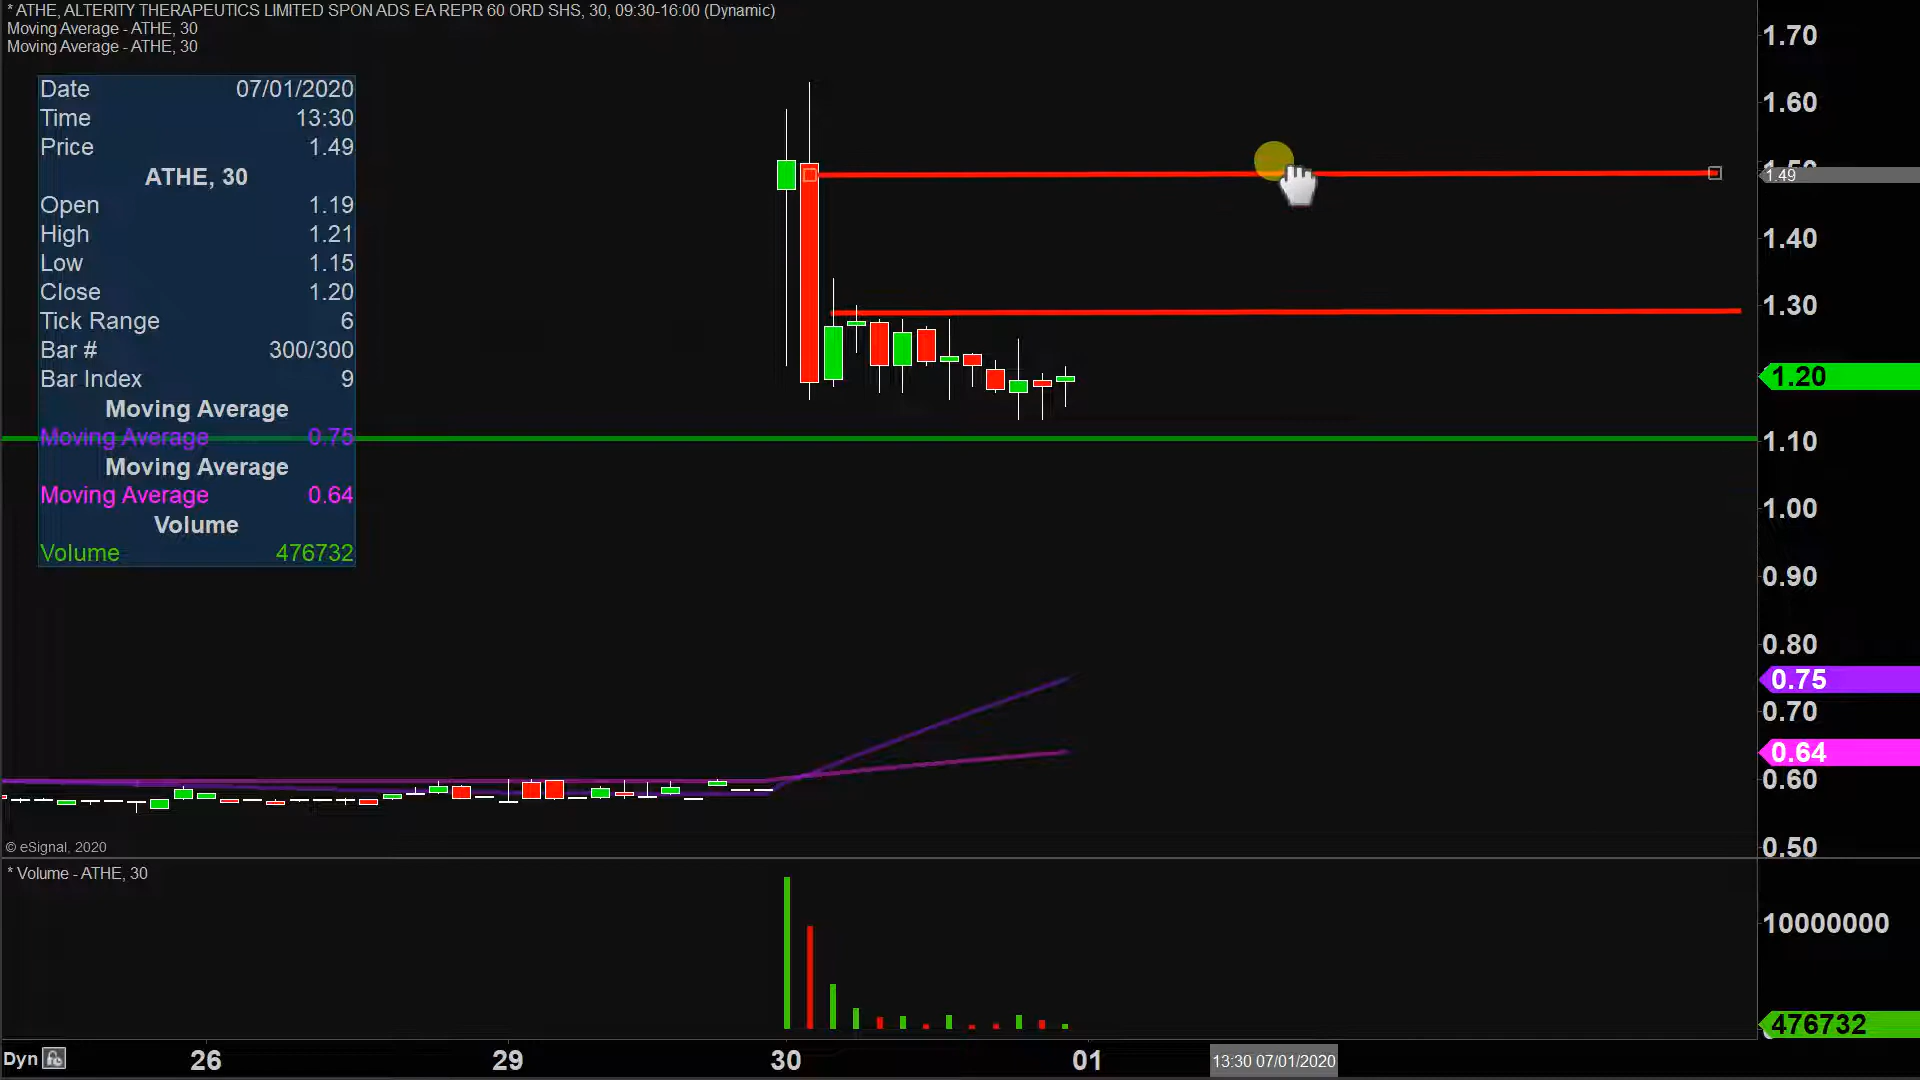 * ATHE, ALTERITY THERAPEUTICS LIMITED SPON ADS EA REPR 60 ORD SHS, 30, 09:30-16:00 (Dynamic)
Moving Average - ATHE, 30
Moving Average - ATHE, 30
Date 07/01/2020
Time 13:30
Price 1.49
ATHE, 30
Open 1.19
High 1.21
Low 1.15
Close 1.20
Tick Range 6
Bar # 300/300
Bar Index 9
Moving Average
Moving Average 0.75
Moving Average
Moving Average 0.64
Volume
Volume 476732
1.70
1.60
1.50
1.49
1.40
1.30
1.20
1.10
1.00
0.90
0.80
0.75
0.70
0.64
0.60
0.50
© eSignal, 2020
* Volume - ATHE, 30
10000000
476732
Dyn 26 29 30 01 13:30 07/01/2020